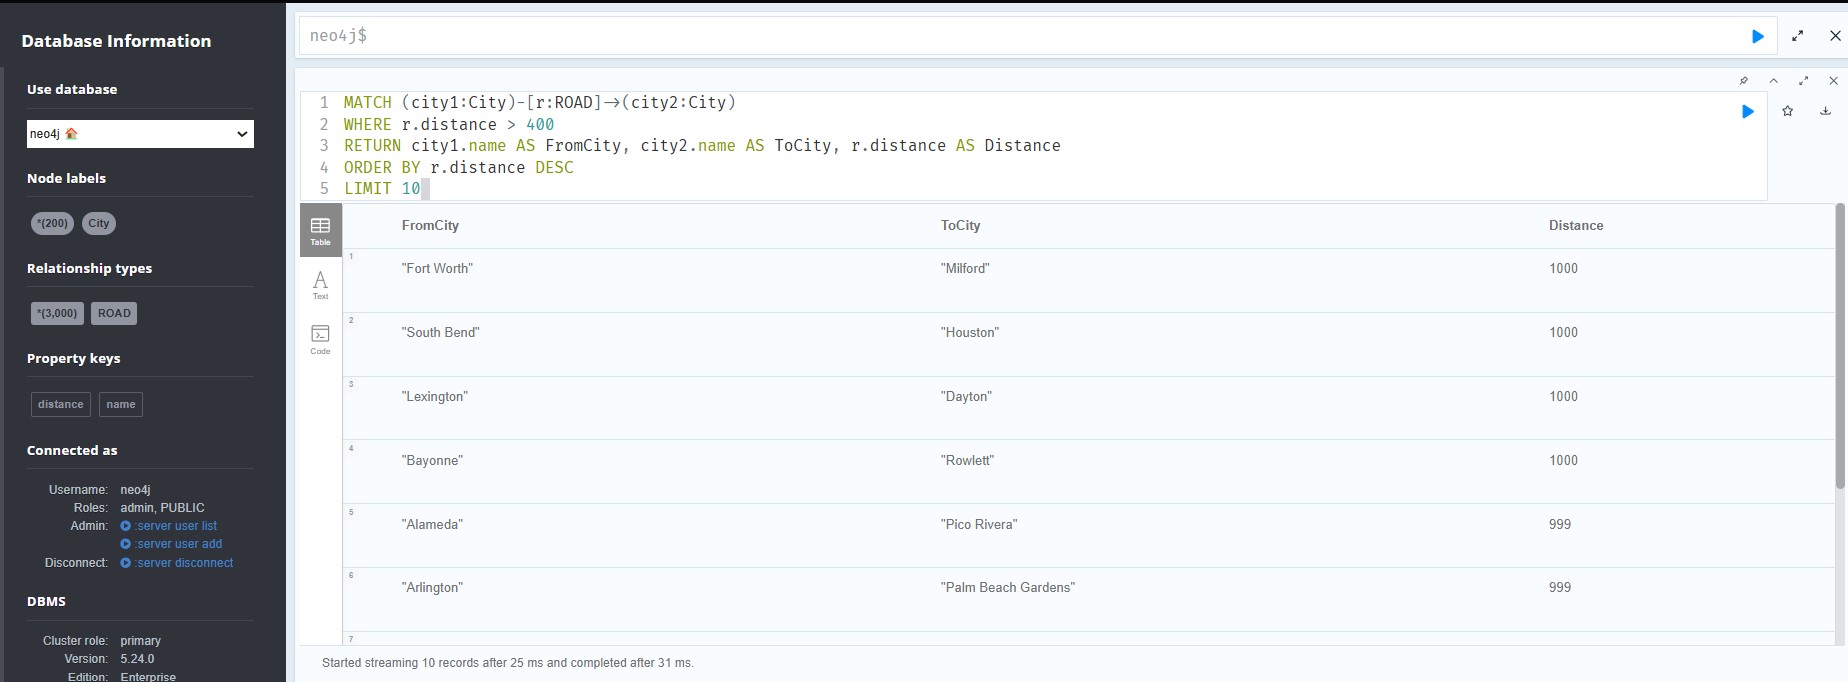 Database Information
Use database
neo4j
Node labels
*(200) City
Relationship types
*(3,000) ROAD
Property keys
distance name
Connected as
Username: neo4j
Roles: admin, PUBLIC
Admin: :server user list
:server user add
Disconnect: :server disconnect
DBMS
Cluster role: primary
Version: 5.24.0
Edition: Enterprise
neo4j$
1 MATCH (city1:City)-[r:ROAD]→(city2:City)
2 WHERE r.distance > 400
3 RETURN city1.name AS FromCity, city2.name AS ToCity, r.distance AS Distance
4 ORDER BY r.distance DESC
5 LIMIT 10
Table
Text
Code
FromCity ToCity Distance
1 "Fort Worth" "Milford" 1000
2 "South Bend" "Houston" 1000
3 "Lexington" "Dayton" 1000
4 "Bayonne" "Rowlett" 1000
5 "Alameda" "Pico Rivera" 999
6 "Arlington" "Palm Beach Gardens" 999
7
Started streaming 10 records after 25 ms and completed after 31 ms.